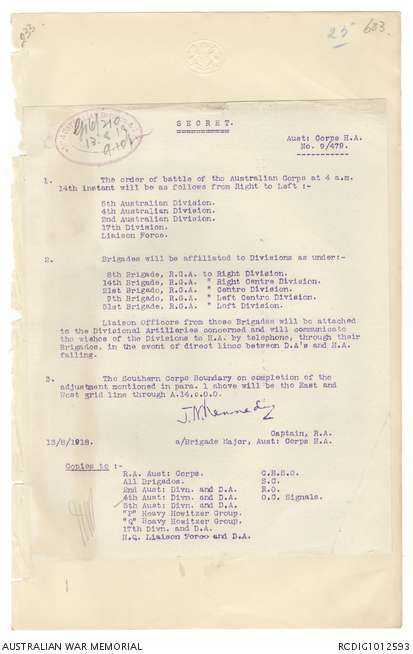 233
25 633
S E C R E T.
Aust: Corps H.A.
No. 9/479.
1. The order of battle of the Australian Corps at 4 a.m.
14th instant will be as follows from Right to Left :-
5th Australian Division.
4th Australian Division.
2nd Australian Division.
17th Division.
Liaison Force.
2. Brigades will be affiliated to Divisions as under:-
8th Brigade, R.G.A. to Right Division.
14th Brigade, R.G.A. " Right Centre Division.
21st Brigade, R.G.A. " Centre Division.
9th Brigade, R.G.A. " Left Centre Division.
51st Brigade, R.G.A. " Left Division.
Liaison Officers from these Brigades will be attached
to the Divisional Artilleries concerned and will communicate
the wishes of the Divisions to H.A. by telephone, through their
Brigades, in the event of direct lines between D.A's and H.A.
failing.
3. The Southern Corps Boundary on completion of the
adjustment mentioned in para. 1 above will be the East and
West grid line through A.14.c.0.0.
Captain, R.A.
13/8/1918. a/Brigade Major, Aust: Corps H.A.
Copies to :-
R.A. Aust: Corps. C.B.S.O.
All Brigades. S.C.
2nd Aust: Divn. and D.A. R.O.
4th Aust: Divn. and D.A. O.C. Signals.
5th Aust: Divn. and D.A.
"P" Heavy Howitzer Group.
"Q" Heavy Howitzer Group.
17th Divn. and D.A.
H.Q. Liaison Force and D.A.
AUSTRALIAN WAR MEMORIAL RCDIG1012593